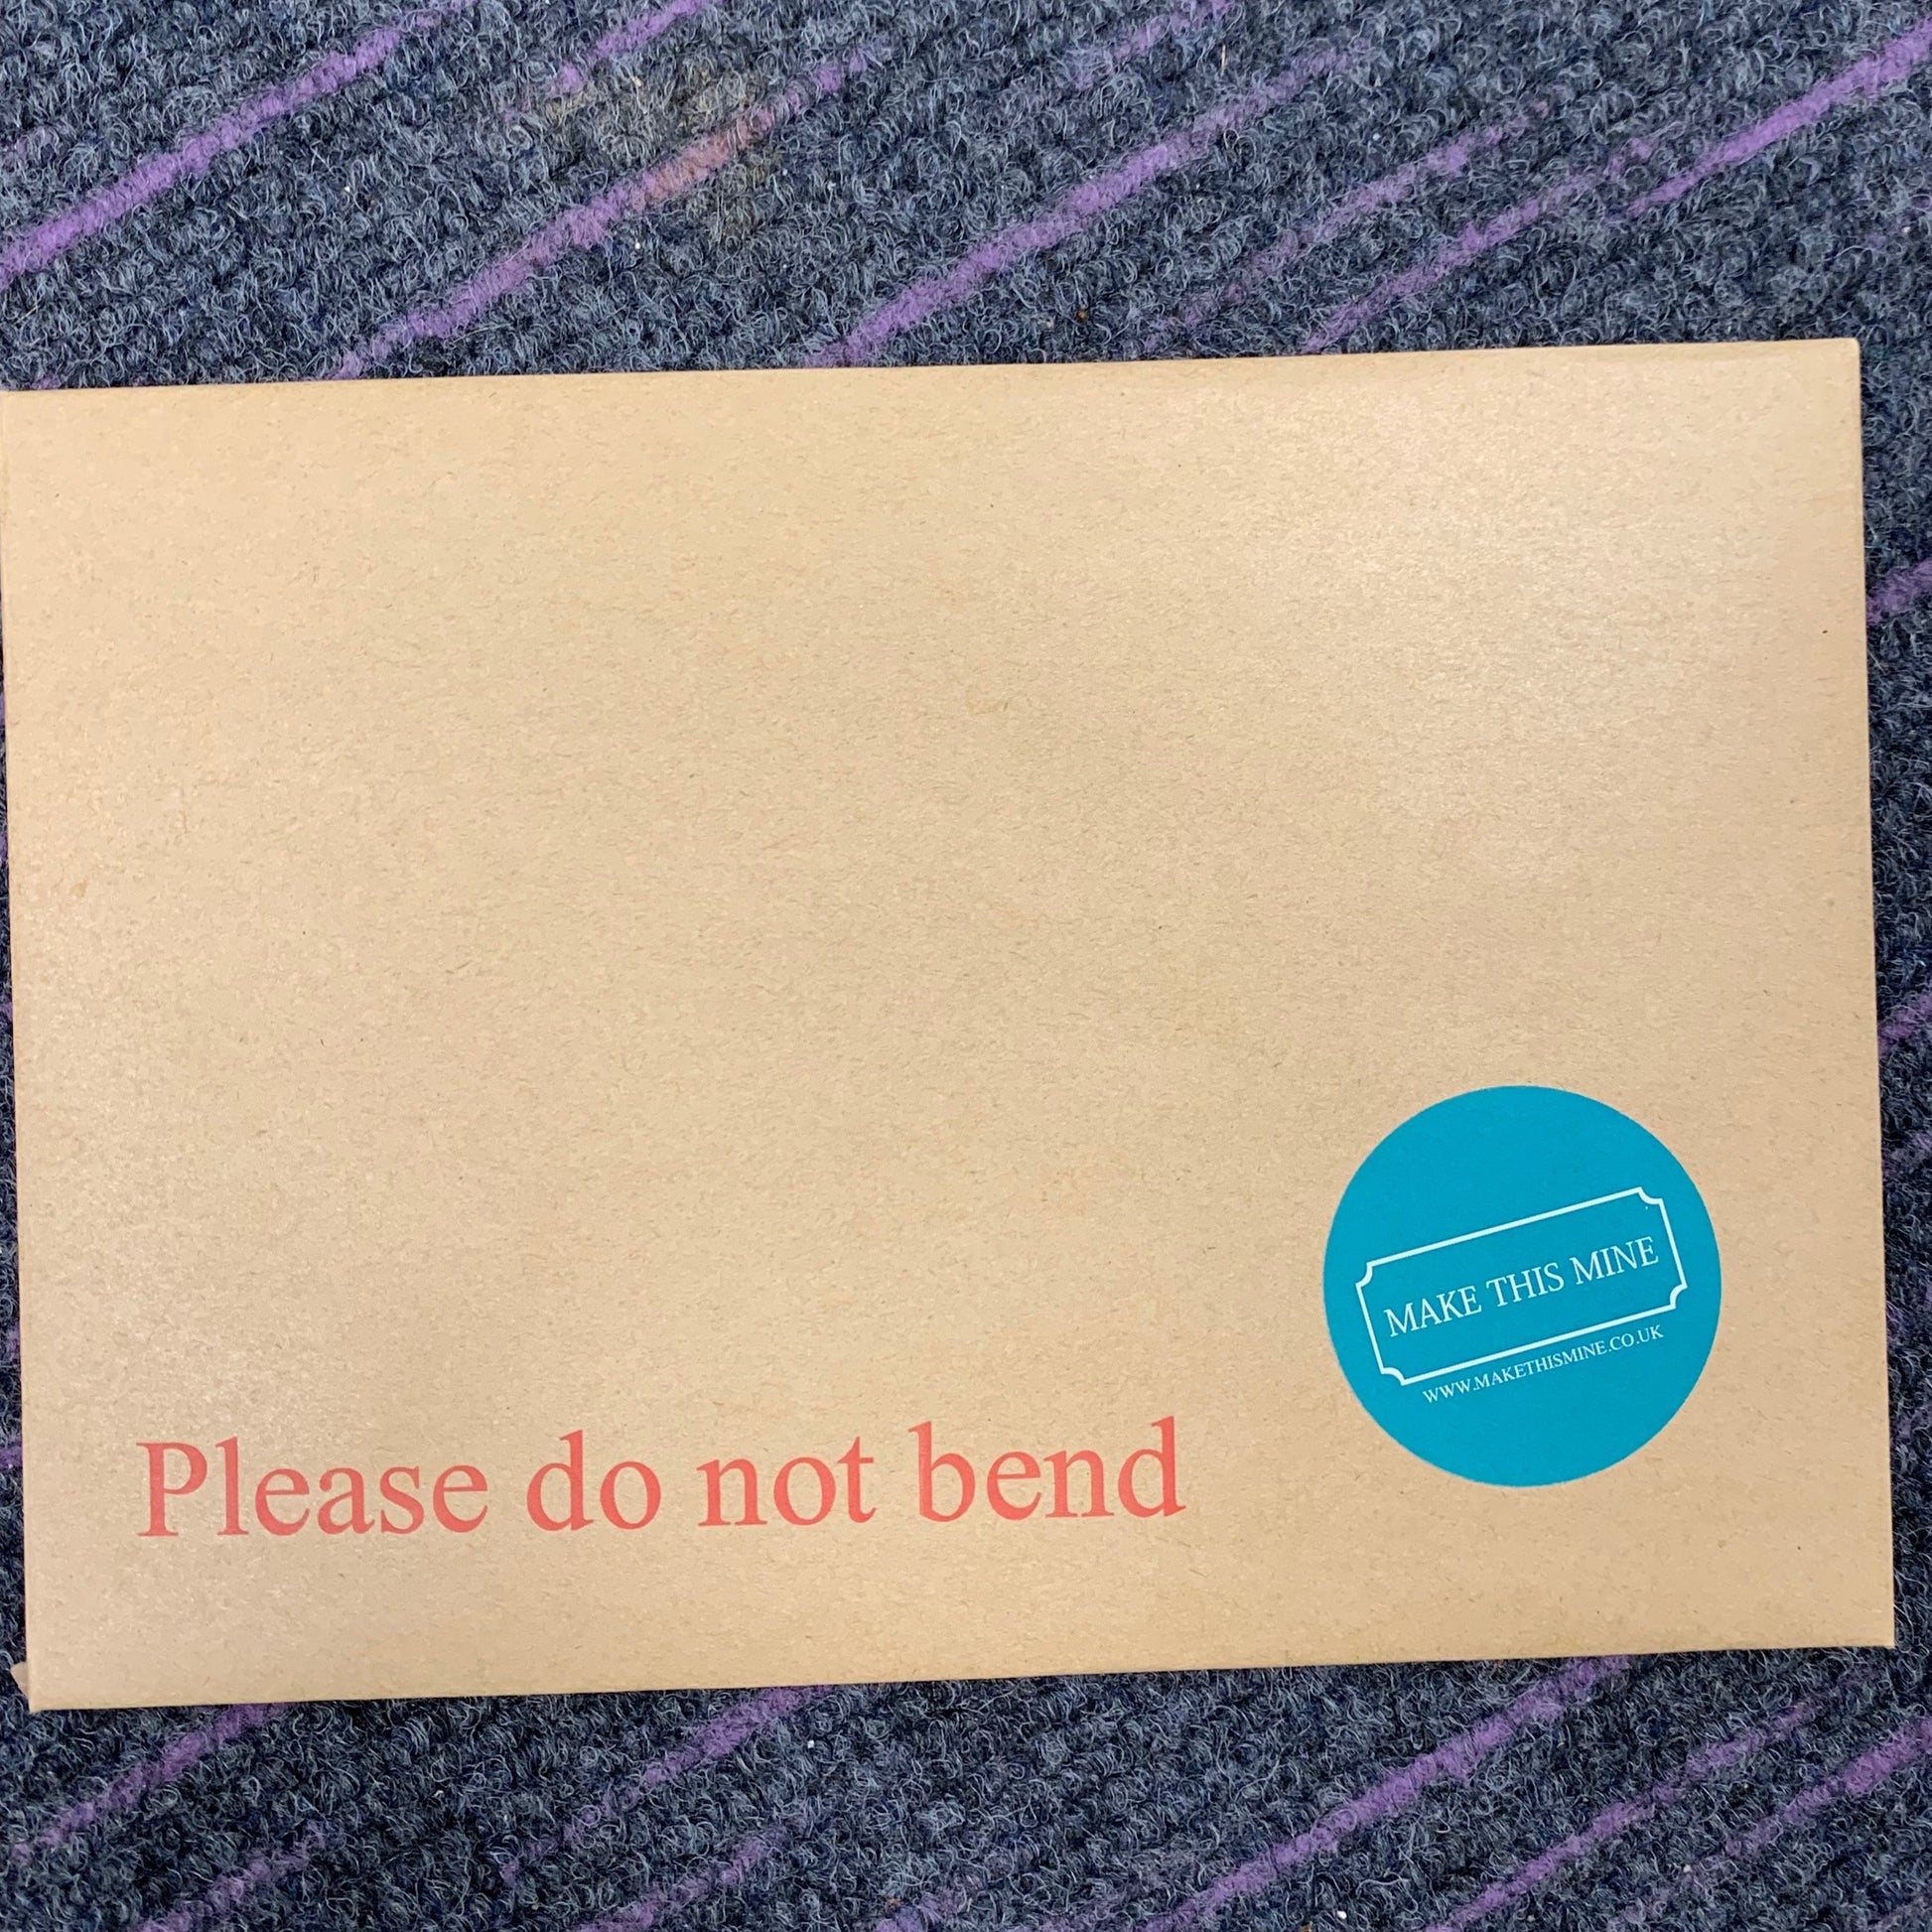 Please do not bend
MAKE THIS MINE
WWW.MAKETHISMINE.CO.UK